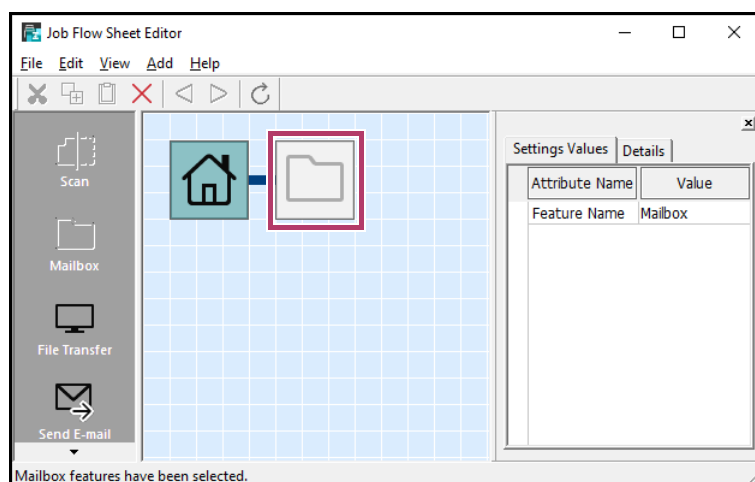 Job Flow Sheet Editor
File Edit View Add Help
Scan
Mailbox
File Transfer
Send E-mail
Settings Values Details
Attribute Name Value
Feature Name Mailbox
Mailbox features have been selected.